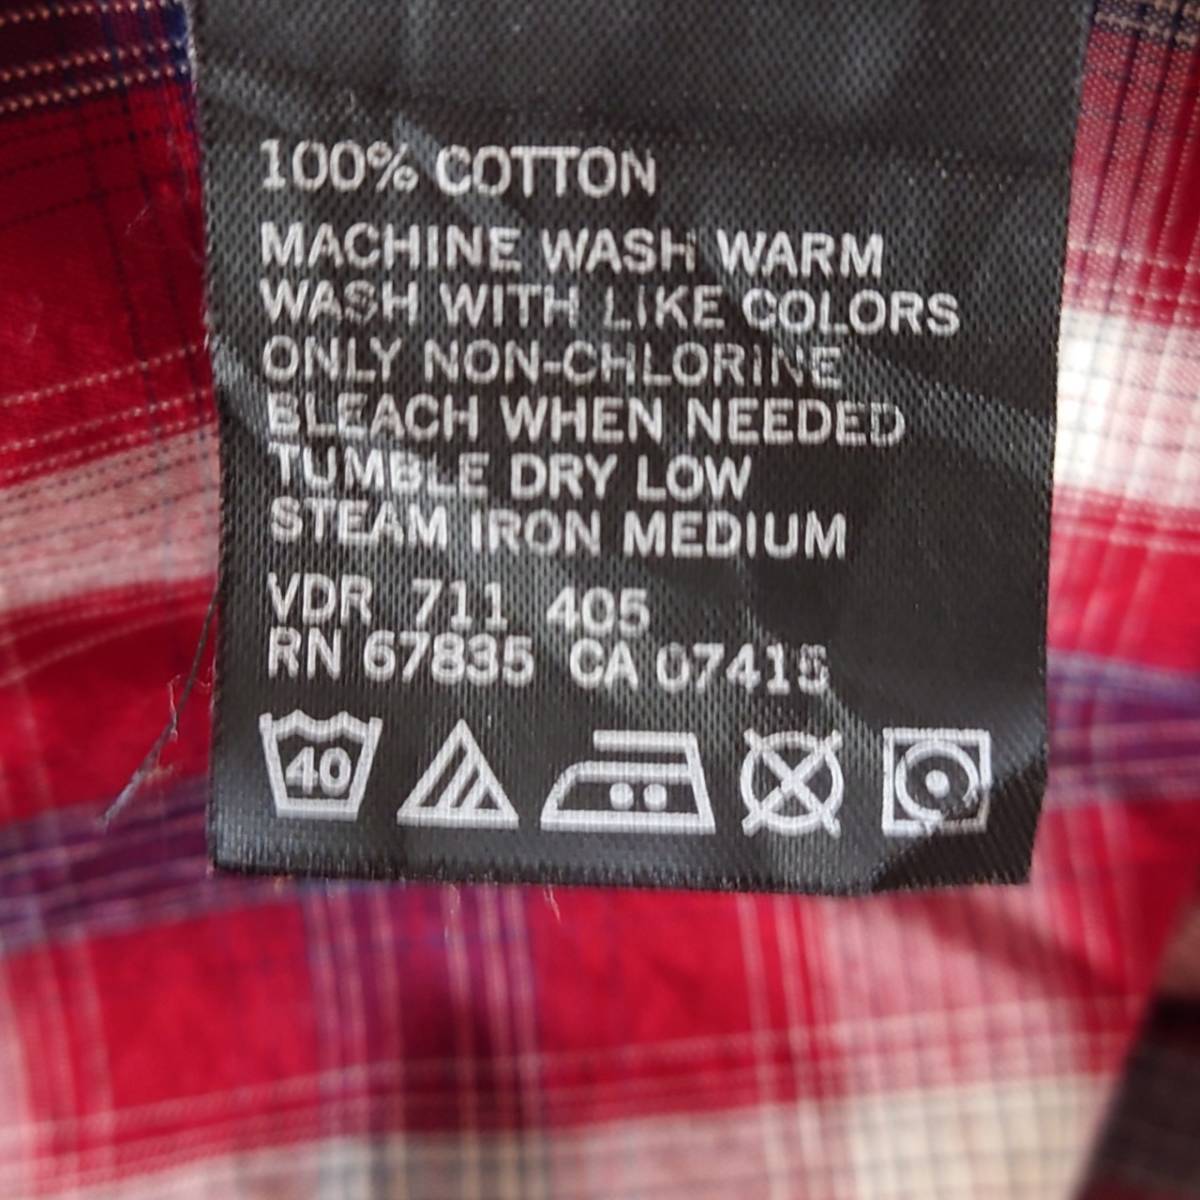 100% COTTON
MACHINE WASH WARM
WASH WITH LIKE COLORS
ONLY NON-CHLORINE
BLEACH WHEN NEEDED
TUMBLE DRY LOW
STEAM IRON MEDIUM
VDR 711 405
RN 67835 CA 07415
40